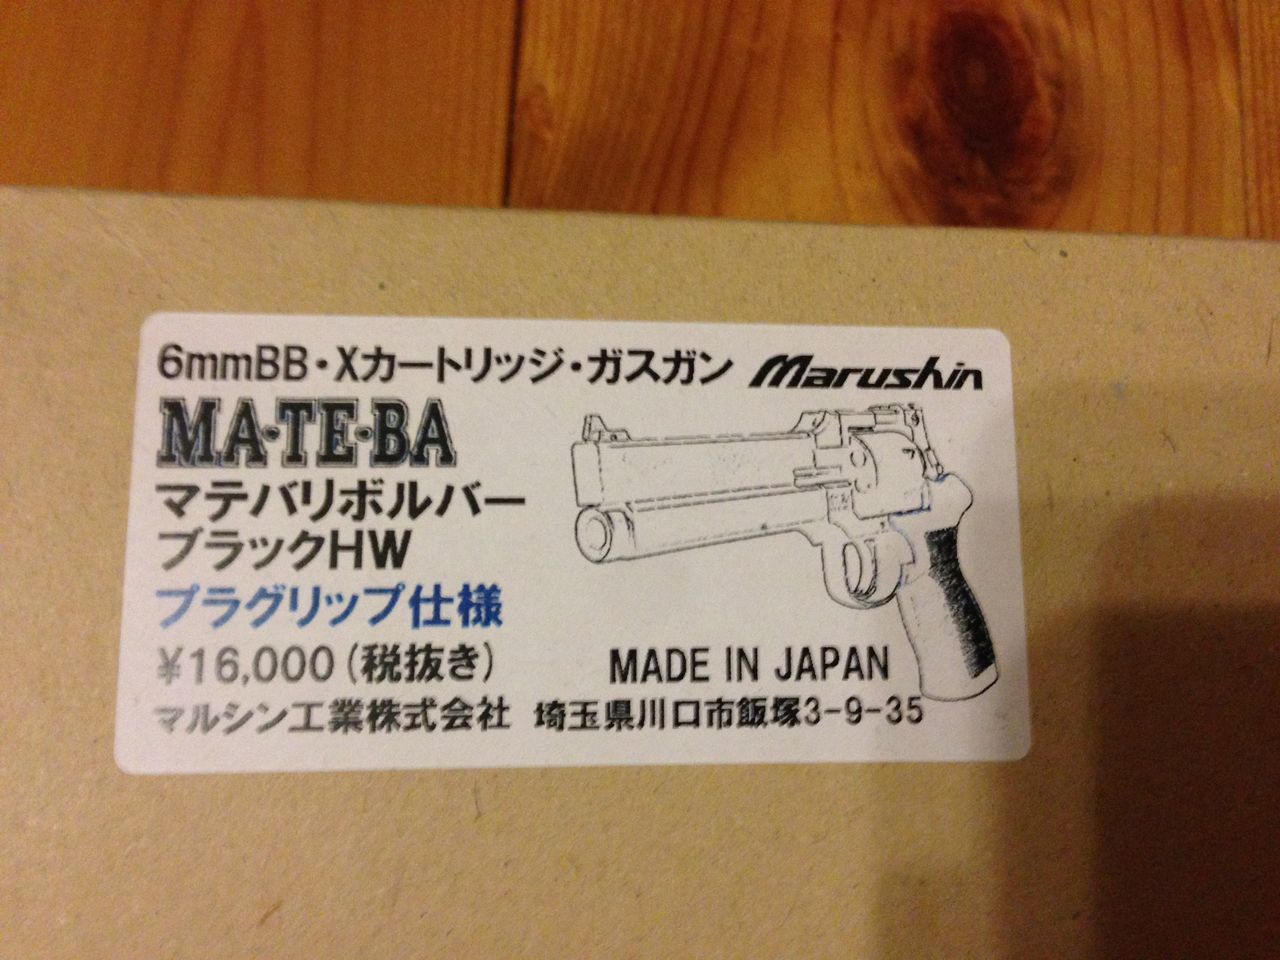 6mmBB・Xカートリッジ・ガスガン Marushin
MA・TE・BA
マテバリボルバー
ブラックHW
プラグリップ仕様
¥16,000(税抜き)
MADE IN JAPAN
マルシン工業株式会社 埼玉県川口市飯塚3-9-35